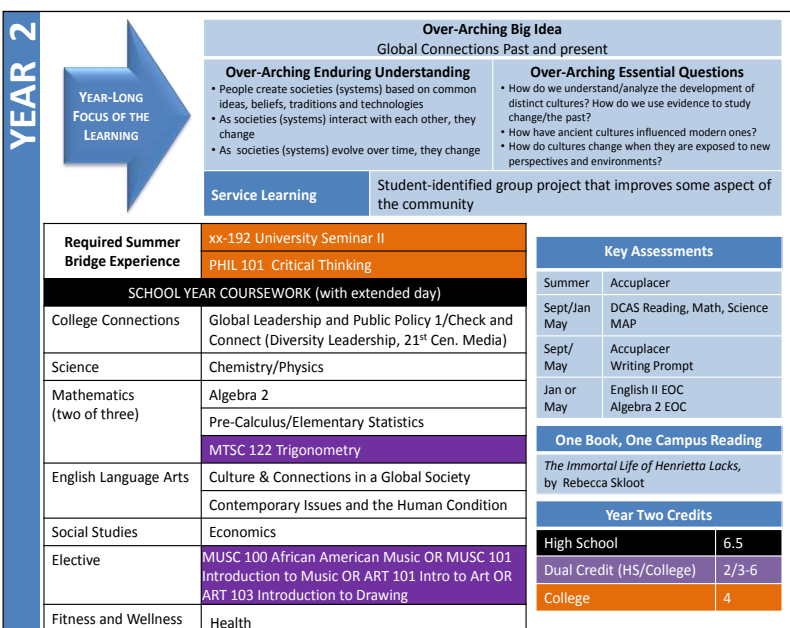 YEAR 2
YEAR-LONG
FOCUS OF THE
LEARNING
Over-Arching Big Idea
Global Connections Past and present
Over-Arching Enduring Understanding
• People create societies (systems) based on common
ideas, beliefs, traditions and technologies
• As societies (systems) interact with each other, they
change
• As societies (systems) evolve over time, they change
Over-Arching Essential Questions
• How do we understand/analyze the development of
distinct cultures? How do we use evidence to study
change/the past?
• How have ancient cultures influenced modern ones?
• How do cultures change when they are exposed to new
perspectives and environments?
Service Learning
Student-identified group project that improves some aspect of
the community
Required Summer
Bridge Experience
xx-192 University Seminar II
PHIL 101 Critical Thinking
SCHOOL YEAR COURSEWORK (with extended day)
College Connections
Global Leadership and Public Policy 1/Check and
Connect (Diversity Leadership, 21st Cen. Media)
Science
Chemistry/Physics
Mathematics
(two of three)
Algebra 2
Pre-Calculus/Elementary Statistics
MTSC 122 Trigonometry
English Language Arts
Culture & Connections in a Global Society
Contemporary Issues and the Human Condition
Social Studies
Economics
Elective
MUSC 100 African American Music OR MUSC 101
Introduction to Music OR ART 101 Intro to Art OR
ART 103 Introduction to Drawing
Fitness and Wellness
Health
Key Assessments
Summer
Accuplacer
Sept/Jan
May
DCAS Reading, Math, Science
MAP
Sept/
May
Accuplacer
Writing Prompt
Jan or
May
English II EOC
Algebra 2 EOC
One Book, One Campus Reading
The Immortal Life of Henrietta Lacks,
by Rebecca Skloot
Year Two Credits
High School
6.5
Dual Credit (HS/College)
2/3-6
College
4